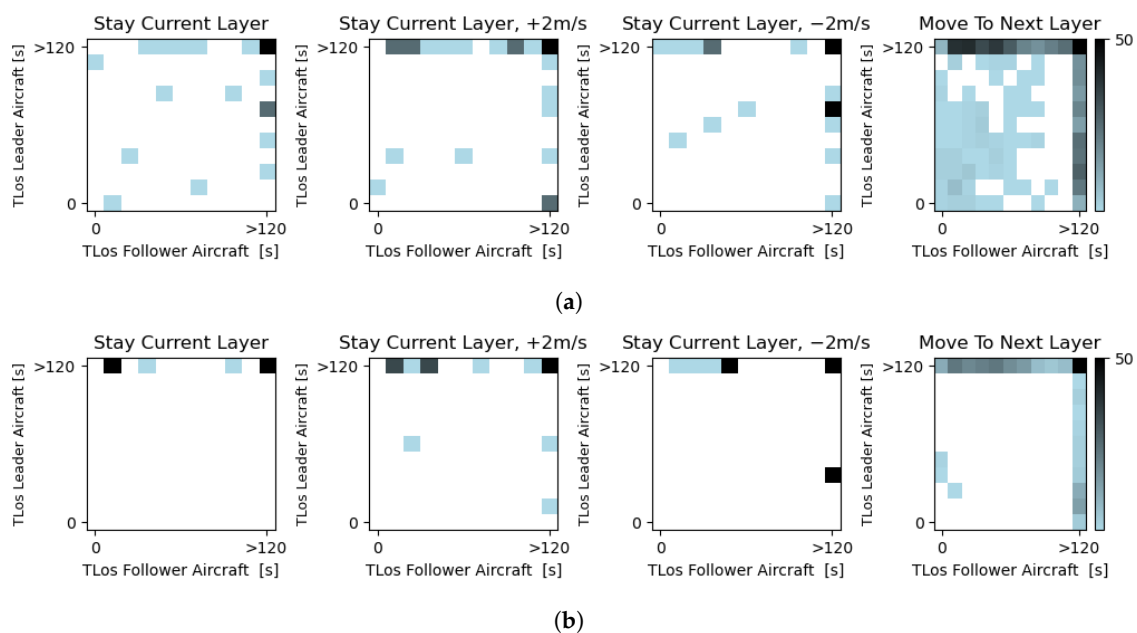 Stay Current Layer
Stay Current Layer, +2m/s
Stay Current Layer, −2m/s
Move To Next Layer
TLos Leader Aircraft [s]
>120
0
0
>120
TLos Follower Aircraft [s]
TLos Leader Aircraft [s]
>120
0
0
>120
TLos Follower Aircraft [s]
TLos Leader Aircraft [s]
>120
0
0
>120
TLos Follower Aircraft [s]
TLos Leader Aircraft [s]
>120
0
0
>120
TLos Follower Aircraft [s]
50
(a)
Stay Current Layer
Stay Current Layer, +2m/s
Stay Current Layer, −2m/s
Move To Next Layer
TLos Leader Aircraft [s]
>120
0
0
>120
TLos Follower Aircraft [s]
TLos Leader Aircraft [s]
>120
0
0
>120
TLos Follower Aircraft [s]
TLos Leader Aircraft [s]
>120
0
0
>120
TLos Follower Aircraft [s]
TLos Leader Aircraft [s]
>120
0
0
>120
TLos Follower Aircraft [s]
50
(b)